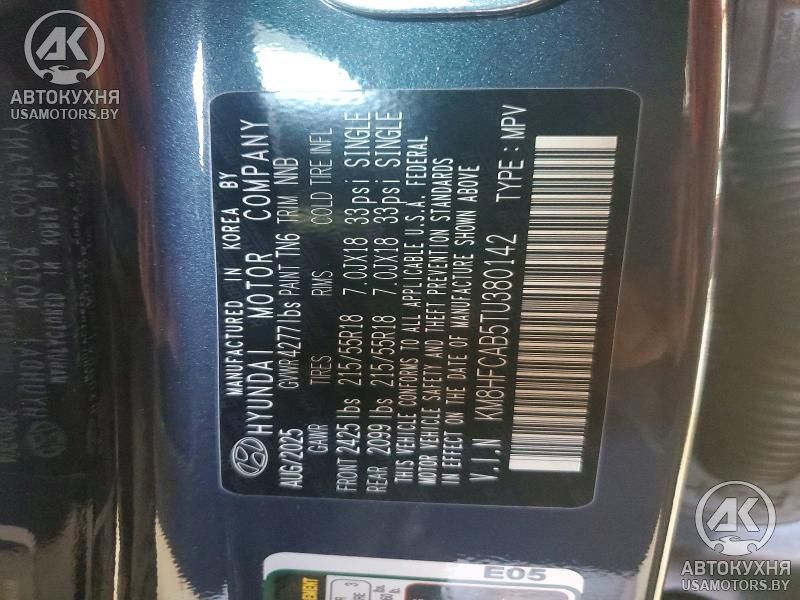 АВТОКУХНЯ
USAMOTORS.BY
MANUFACTURED IN KOREA BY
HYUNDAI MOTOR COMPANY
AUG/2025 GVWR 4277lbs PAINT TN6 TRIM NNB
GAWR TIRES RIMS COLD TIRE INFL
FRONT 2425 lbs 215/55R18 7.0JX18 33psi SINGLE
REAR 2099 lbs 215/55R18 7.0JX18 33psi SINGLE
THIS VEHICLE CONFORMS TO ALL APPLICABLE U.S.A. FEDERAL
MOTOR VEHICLE SAFETY AND THEFT PREVENTION STANDARDS
IN EFFECT ON THE DATE OF MANUFACTURE SHOWN ABOVE
V.I.N KM8HFCAB5TU380142 TYPE : MPV
E05
АВТОКУХНЯ
USAMOTORS.BY